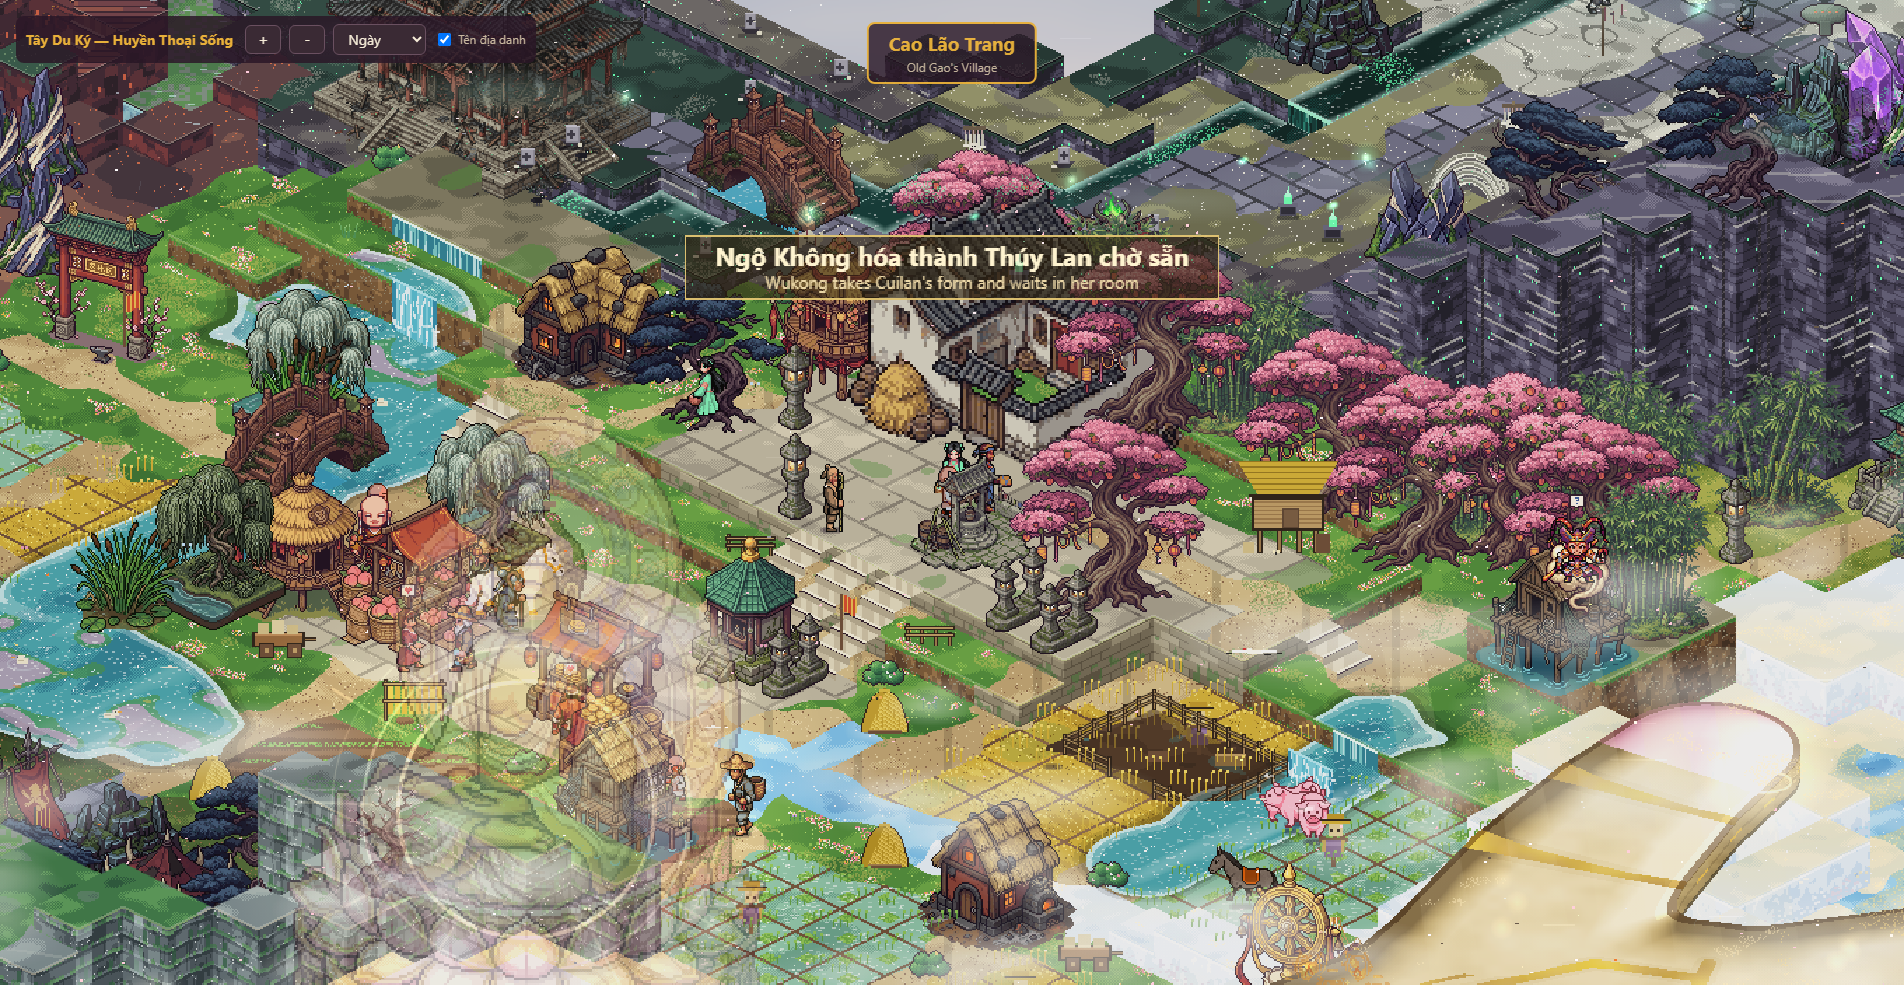 Tây Du Ký — Huyền Thoại Sống
+
-
Ngày
Tên địa danh
Cao Lão Trang
Old Gao's Village
Ngộ Không hóa thành Thúy Lan chờ sẵn
Wukong takes Cuilan's form and waits in her room